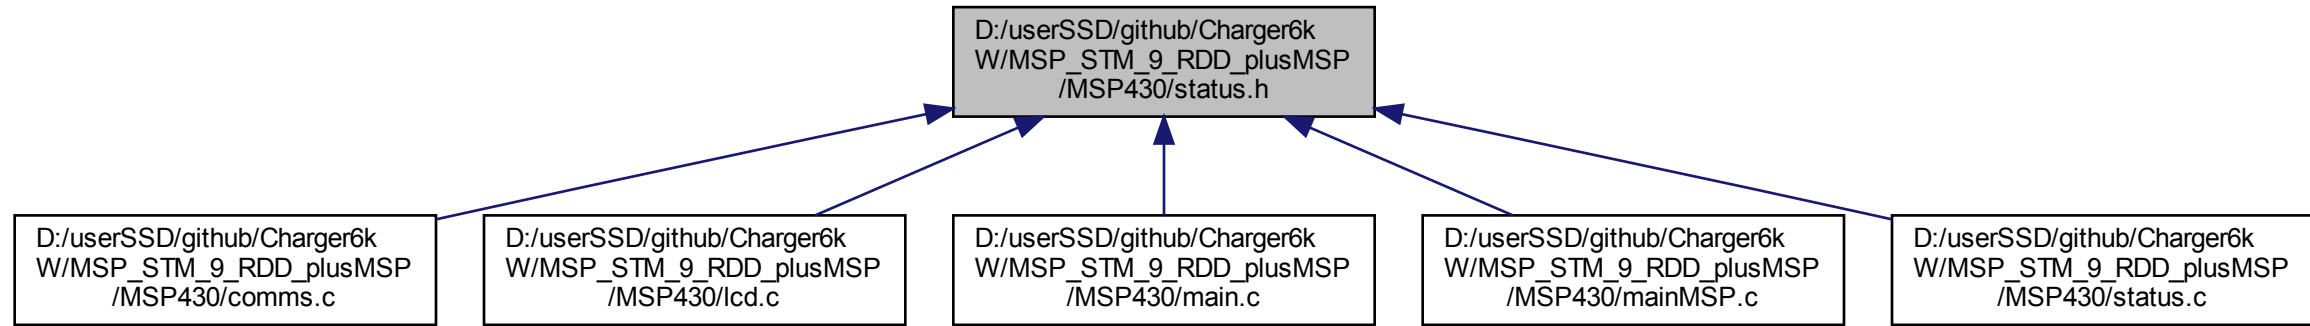 D:/userSSD/github/Charger6k
W/MSP_STM_9_RDD_plusMSP
/MSP430/status.h
D:/userSSD/github/Charger6k
W/MSP_STM_9_RDD_plusMSP
/MSP430/comms.c
D:/userSSD/github/Charger6k
W/MSP_STM_9_RDD_plusMSP
/MSP430/lcd.c
D:/userSSD/github/Charger6k
W/MSP_STM_9_RDD_plusMSP
/MSP430/main.c
D:/userSSD/github/Charger6k
W/MSP_STM_9_RDD_plusMSP
/MSP430/mainMSP.c
D:/userSSD/github/Charger6k
W/MSP_STM_9_RDD_plusMSP
/MSP430/status.c